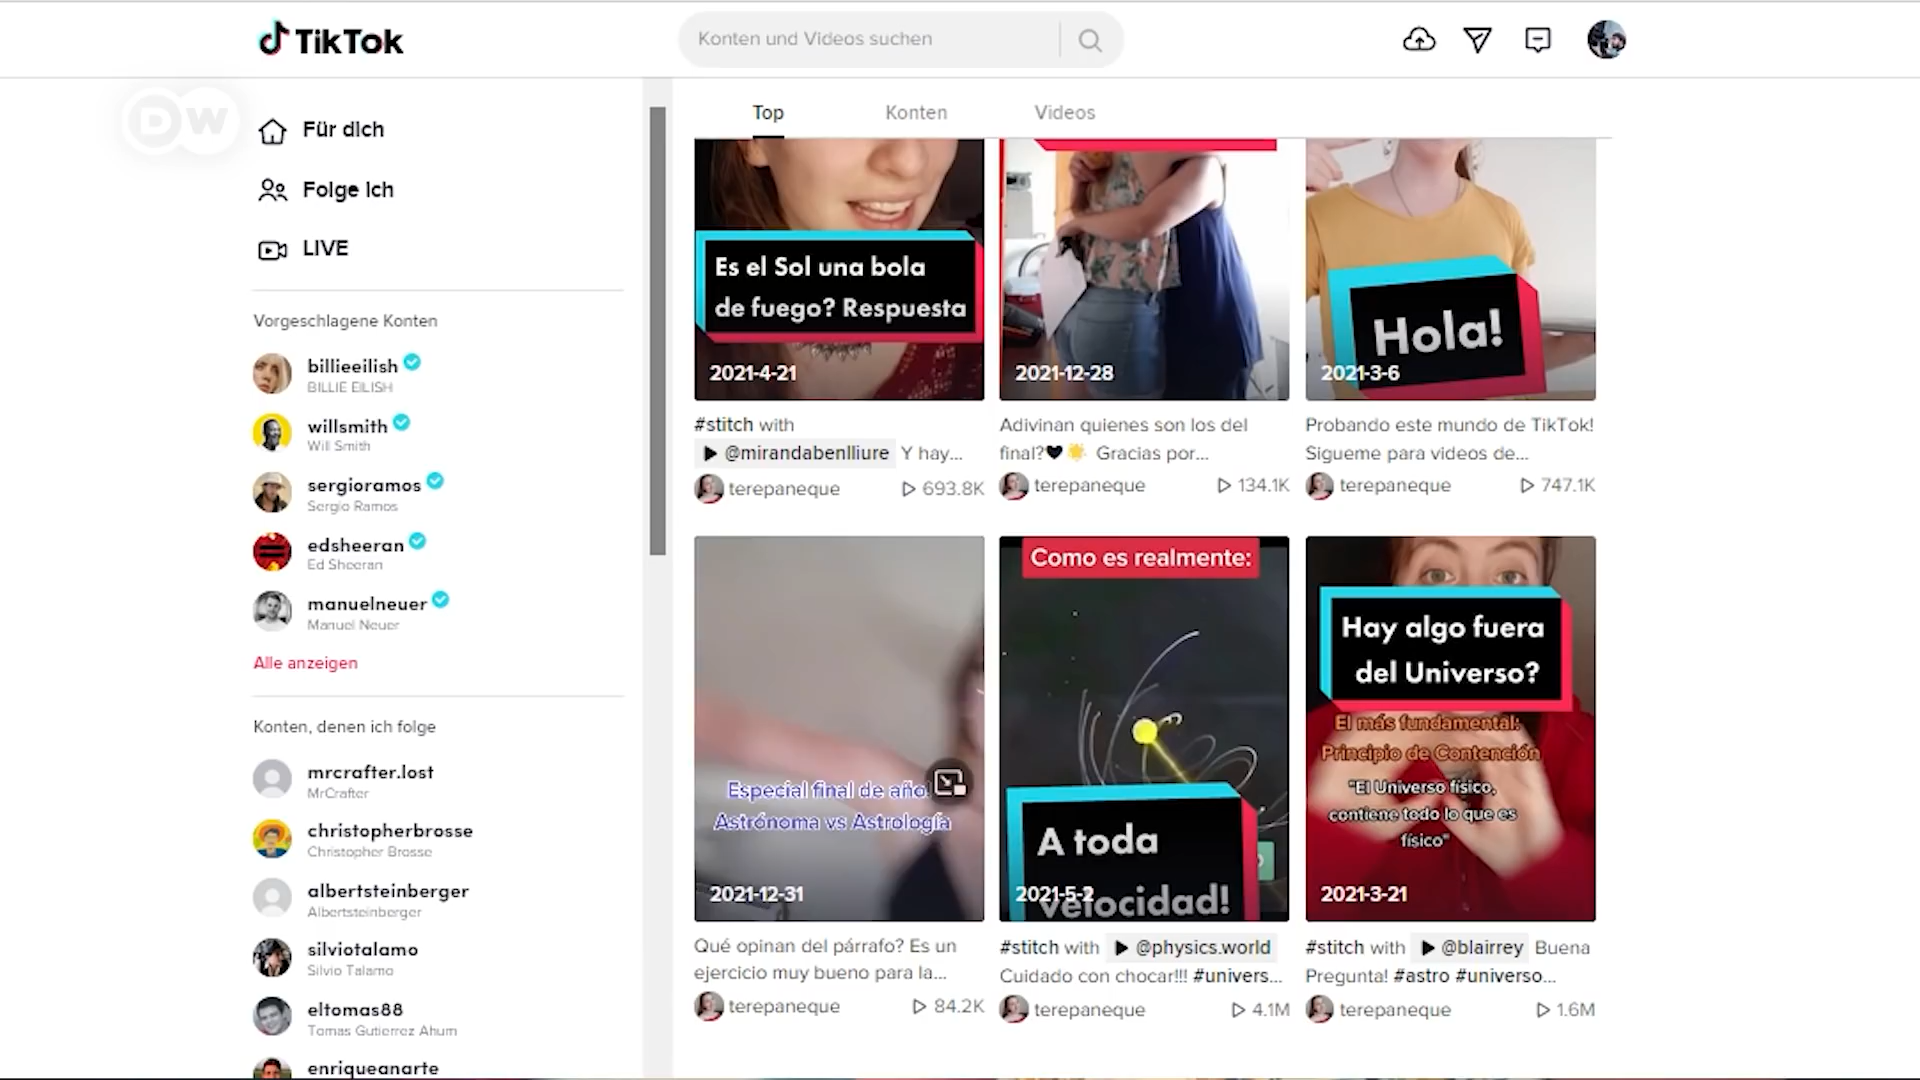 TikTok
Konten und Videos suchen
DW
Für dich
Folge ich
LIVE
Vorgeschlagene Konten
billieeilish
BILLIE EILISH
willsmith
Will Smith
sergioramos
Sergio Ramos
edsheeran
Ed Sheeran
manuelneuer
Manuel Neuer
Alle anzeigen
Konten, denen ich folge
mrcrafter.lost
MrCrafter
christopherbrosse
Christopher Brosse
albertsteinberger
Albertsteinberger
silviotalamo
Silvio Talamo
eltomas88
Tomas Gutierrez Ahum
enriqueanarte
Top Konten Videos
Es el Sol una bola
de fuego? Respuesta
2021-4-21
#stitch with
@mirandabenlliure Y hay...
terepaneque 693.8K
2021-12-28
Adivinan quienes son los del
final? Gracias por...
terepaneque 134.1K
Hola!
2021-3-6
Probando este mundo de TikTok!
Sigueme para videos de...
terepaneque 747.1K
Especial final de año:
Astrónoma vs Astrología
2021-12-31
Qué opinan del párrafo? Es un
ejercicio muy bueno para la...
terepaneque 84.2K
Como es realmente:
A toda
velocidad!
2021-5-2
#stitch with @physics.world
Cuidado con chocar!!! #univers...
terepaneque 4.1M
Hay algo fuera
del Universo?
El más fundamental:
Principio de Contención
"El Universo físico,
contiene todo lo que es
físico"
2021-3-21
#stitch with @blairrey Buena
Pregunta! #astro #universo...
terepaneque 1.6M